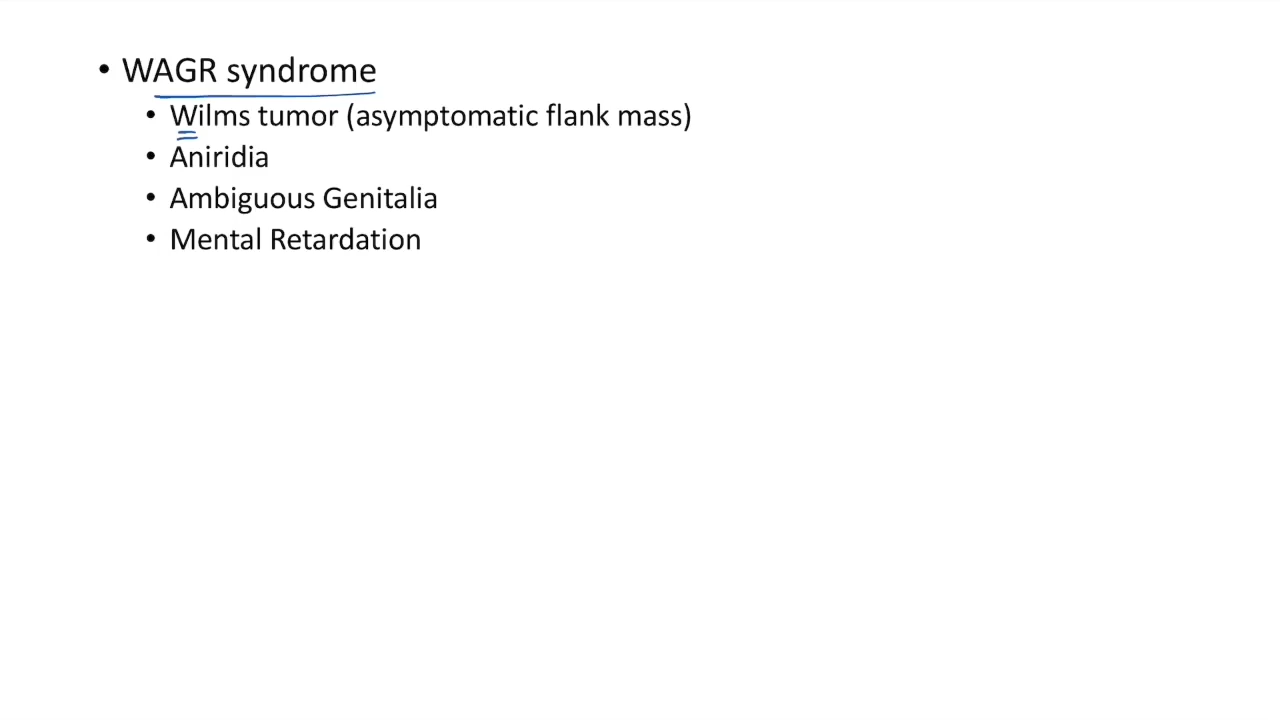 • WAGR syndrome
• Wilms tumor (asymptomatic flank mass)
• Aniridia
• Ambiguous Genitalia
• Mental Retardation